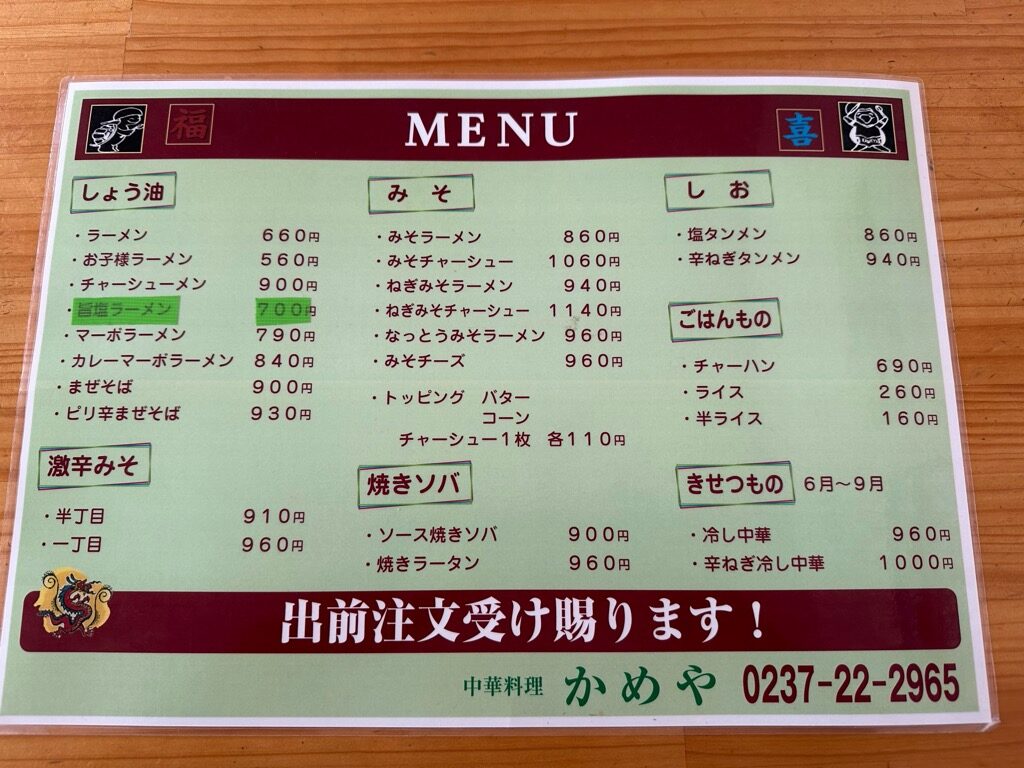 福
MENU
喜
しょう油
・ラーメン 660円
・お子様ラーメン 560円
・チャーシューメン 900円
・旨塩ラーメン 700円
・マーボラーメン 790円
・カレーマーボラーメン 840円
・まぜそば 900円
・ピリ辛まぜそば 930円
激辛みそ
・半丁目 910円
・一丁目 960円
みそ
・みそラーメン 860円
・みそチャーシュー 1060円
・ねぎみそラーメン 940円
・ねぎみそチャーシュー 1140円
・なっとうみそラーメン 960円
・みそチーズ 960円
・トッピング バター
コーン
チャーシュー1枚 各110円
焼きソバ
・ソース焼きソバ 900円
・焼きラータン 960円
しお
・塩タンメン 860円
・辛ねぎタンメン 940円
ごはんもの
・チャーハン 690円
・ライス 260円
・半ライス 160円
きせつもの 6月～9月
・冷し中華 960円
・辛ねぎ冷し中華 1000円
出前注文受け賜ります！
中華料理 かめや 0237-22-2965